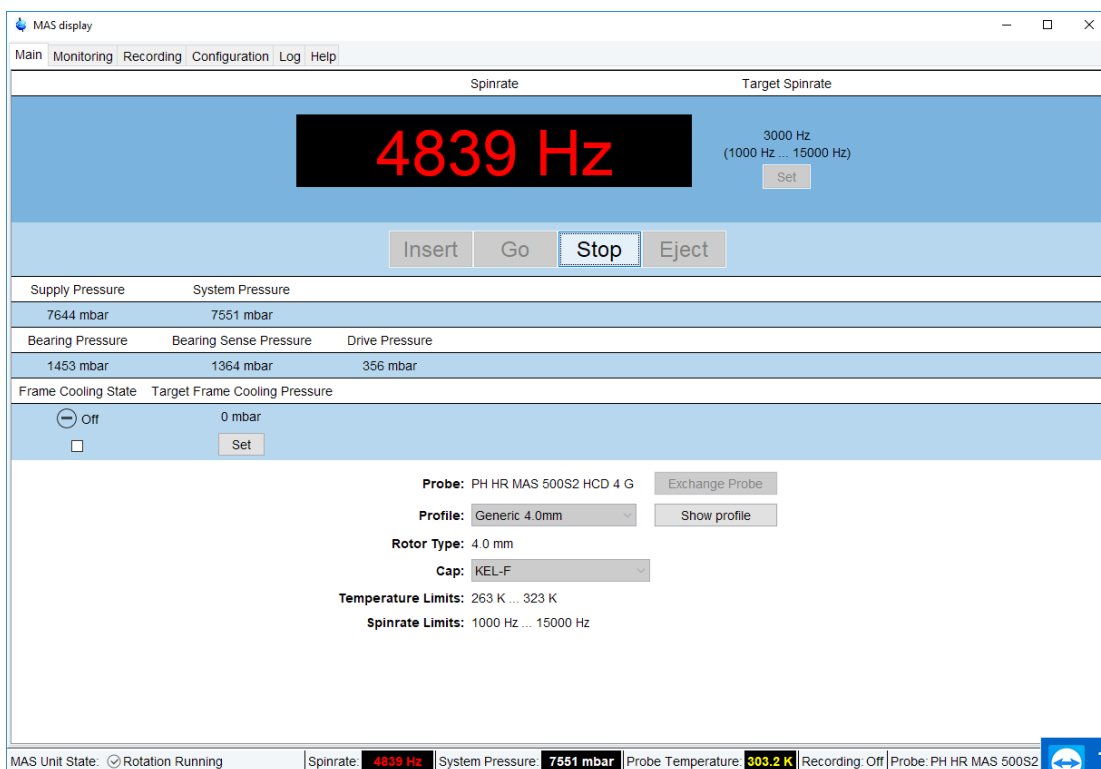 MAS display
Main Monitoring Recording Configuration Log Help
Spinrate Target Spinrate
4839 Hz
3000 Hz
(1000 Hz ... 15000 Hz)
Set
Insert Go Stop Eject
Supply Pressure System Pressure
7644 mbar 7551 mbar
Bearing Pressure Bearing Sense Pressure Drive Pressure
1453 mbar 1364 mbar 356 mbar
Frame Cooling State Target Frame Cooling Pressure
Off 0 mbar
Set
Probe: PH HR MAS 500S2 HCD 4 G Exchange Probe
Profile: Generic 4.0mm Show profile
Rotor Type: 4.0 mm
Cap: KEL-F
Temperature Limits: 263 K ... 323 K
Spinrate Limits: 1000 Hz ... 15000 Hz
MAS Unit State: Rotation Running Spinrate: 4839 Hz System Pressure: 7551 mbar Probe Temperature: 303.2 K Recording: Off Probe: PH HR MAS 500S2